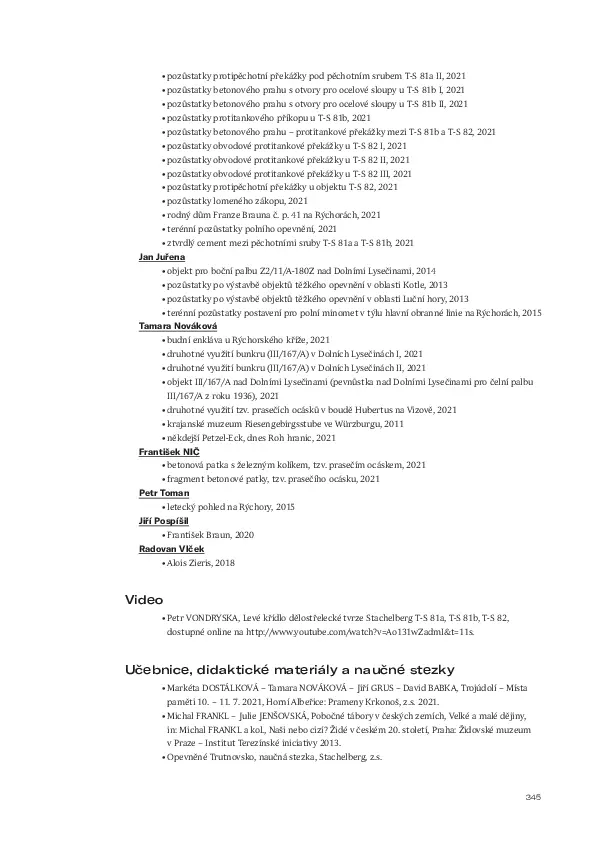 • pozůstatky protipěchotní překážky pod pěchotním srubem T-S 81a II, 2021
• pozůstatky betonového prahu s otvory pro ocelové sloupy u T-S 81b I, 2021
• pozůstatky betonového prahu s otvory pro ocelové sloupy u T-S 81b II, 2021
• pozůstatky protitankového příkopu u T-S 81b, 2021
• pozůstatky betonového prahu – protitankové překážky mezi T-S 81b a T-S 82, 2021
• pozůstatky obvodové protitankové překážky u T-S 82 I, 2021
• pozůstatky obvodové protitankové překážky u T-S 82 II, 2021
• pozůstatky obvodové protitankové překážky u T-S 82 III, 2021
• pozůstatky protipěchotní překážky u objektu T-S 82, 2021
• pozůstatky lomeného zákopu, 2021
• rodný dům Franze Brauna č. p. 41 na Rýchorách, 2021
• terénní pozůstatky polního opevnění, 2021
• ztvrdlý cement mezi pěchotními sruby T-S 81a a T-S 81b, 2021
Jan Juřena
• objekt pro boční palbu Z2/11/A-180Z nad Dolními Lysečinami, 2014
• pozůstatky po výstavbě objektů těžkého opevnění v oblasti Kotle, 2013
• pozůstatky po výstavbě objektů těžkého opevnění v oblasti Luční hory, 2013
• terénní pozůstatky postavení pro polní minomet v týlu hlavní obranné linie na Rýchorách, 2015
Tamara Nováková
• budní enkláva u Rýchorského kříže, 2021
• druhotné využití bunkru (III/167/A) v Dolních Lysečinách I, 2021
• druhotné využití bunkru (III/167/A) v Dolních Lysečinách II, 2021
• objekt III/167/A nad Dolními Lysečinami (pevnůstka nad Dolními Lysečinami pro čelní palbu
III/167/A z roku 1936), 2021
• druhotné využití tzv. prasečích ocásků v boudě Hubertus na Vizově, 2021
• krajanské muzeum Riesengebirgsstube ve Würzburgu, 2011
• někdejší Petzel-Eck, dnes Roh hranic, 2021
František NIČ
• betonová patka s železným kolíkem, tzv. prasečím ocáskem, 2021
• fragment betonové patky, tzv. prasečího ocásku, 2021
Petr Toman
• letecký pohled na Rýchory, 2015
Jiří Pospíšil
• František Braun, 2020
Radovan Vlček
• Alois Zieris, 2018
Video
• Petr VONDRYSKA, Levé křídlo dělostřelecké tvrze Stachelberg T-S 81a, T-S 81b, T-S 82,
dostupné online na http://www.youtube.com/watch?v=Ao131wZadmI&t=11s.
Učebnice, didaktické materiály a naučné stezky
• Markéta DOSTÁLKOVÁ – Tamara NOVÁKOVÁ – Jiří GRUS – David BABKA, Trojúdolí – Místa
paměti 10. – 11. 7. 2021, Horní Albeřice: Prameny Krkonoš, z.s. 2021.
• Michal FRANKL – Julie JENŠOVSKÁ, Pobočné tábory v českých zemích, Velké a malé dějiny,
in: Michal FRANKL a kol., Naši nebo cizí? Židé v českém 20. století, Praha: Židovské muzeum
v Praze – Institut Terezínské iniciativy 2013.
• Opevněné Trutnovsko, naučná stezka, Stachelberg, z.s.
345